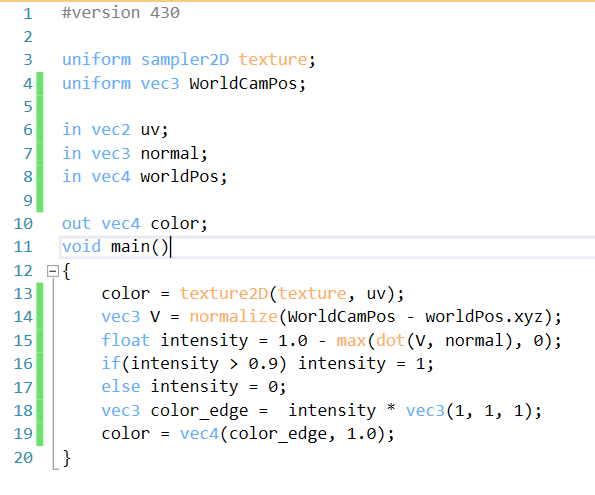 1 #version 430
2
3 uniform sampler2D texture;
4 uniform vec3 WorldCamPos;
5
6 in vec2 uv;
7 in vec3 normal;
8 in vec4 worldPos;
9
10 out vec4 color;
11 void main()
12 {
13     color = texture2D(texture, uv);
14     vec3 V = normalize(WorldCamPos - worldPos.xyz);
15     float intensity = 1.0 - max(dot(V, normal), 0);
16     if(intensity > 0.9) intensity = 1;
17     else intensity = 0;
18     vec3 color_edge =  intensity * vec3(1, 1, 1);
19     color = vec4(color_edge, 1.0);
20 }